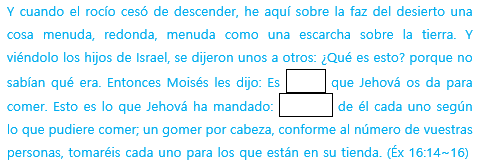 Y cuando el rocío cesó de descender, he aquí sobre la faz del desierto una
cosa menuda, redonda, menuda como una escarcha sobre la tierra. Y
viéndolo los hijos de Israel, se dijeron unos a otros: ¿Qué es esto? porque no
sabían qué era. Entonces Moisés les dijo: Es que Jehová os da para
comer. Esto es lo que Jehová ha mandado: de él cada uno según
lo que pudiere comer; un gomer por cabeza, conforme al número de vuestras
personas, tomaréis cada uno para los que están en su tienda. (Éx 16:14~16)